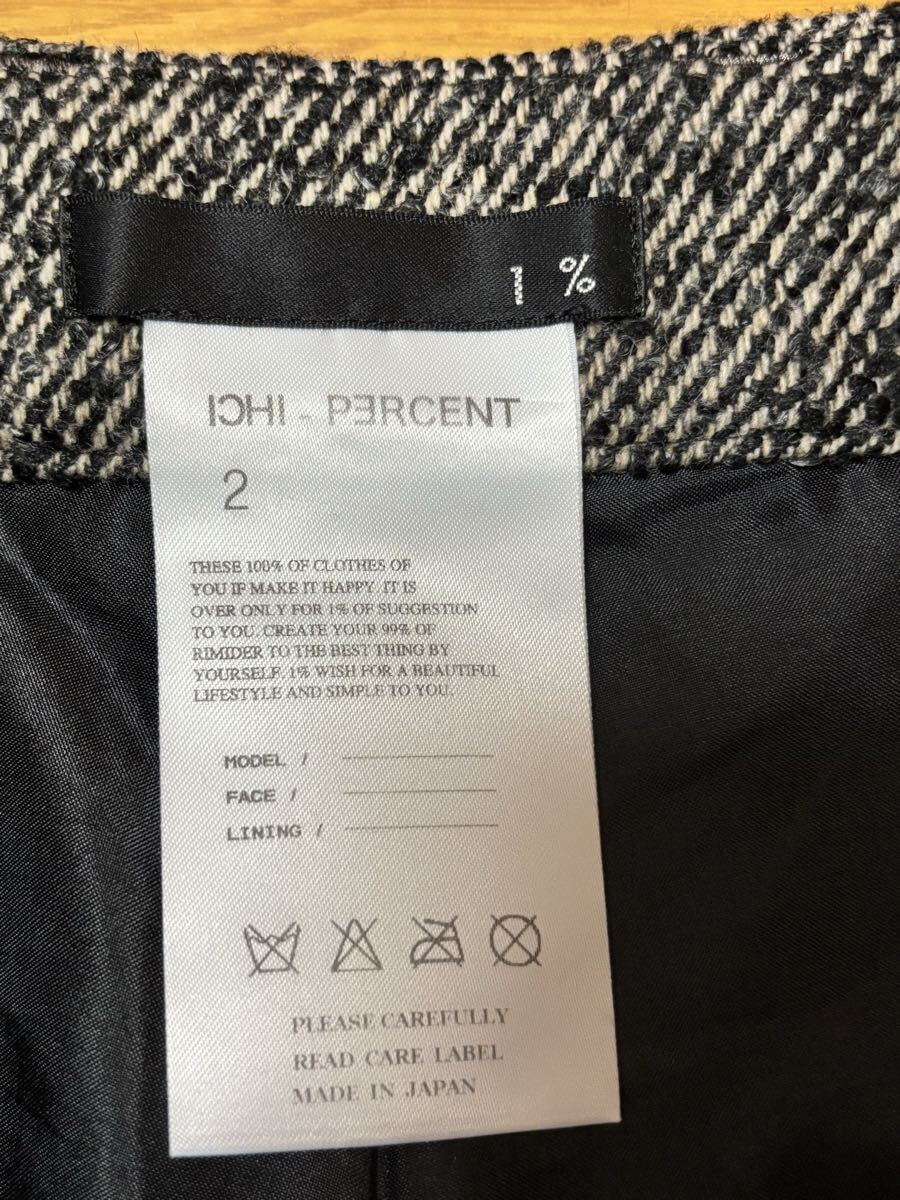 1 %
ICHI - PERCENT
2
THESE 100% OF CLOTHES OF
YOU IF MAKE IT HAPPY. IT IS
OVER ONLY FOR 1% OF SUGGESTION
TO YOU. CREATE YOUR 99% OF
RIMIDER TO THE BEST THING BY
YOURSELF. 1% WISH FOR A BEAUTIFUL
LIFESTYLE AND SIMPLE TO YOU.
MODEL /
FACE /
LINING /
PLEASE CAREFULLY
READ CARE LABEL
MADE IN JAPAN